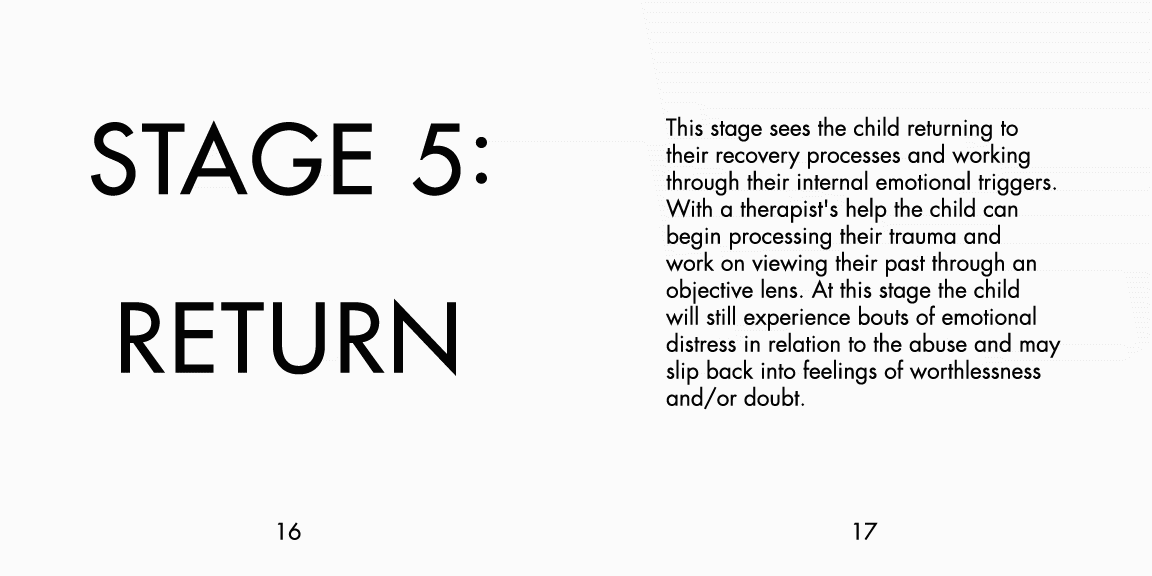 STAGE 5:
RETURN
16
This stage sees the child returning to
their recovery processes and working
through their internal emotional triggers.
With a therapist's help the child can
begin processing their trauma and
work on viewing their past through an
objective lens. At this stage the child
will still experience bouts of emotional
distress in relation to the abuse and may
slip back into feelings of worthlessness
and/or doubt.
17